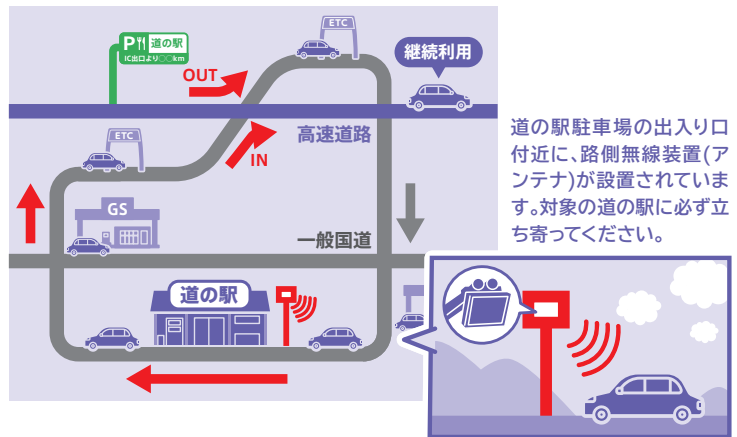 ETC
P 道の駅
IC出口より○○km
継続利用
OUT
ETC
高速道路
IN
GS
一般国道
道の駅
道の駅駐車場の出入り口
付近に、路側無線装置(ア
ンテナ)が設置されていま
す。対象の道の駅に必ず立
ち寄ってください。